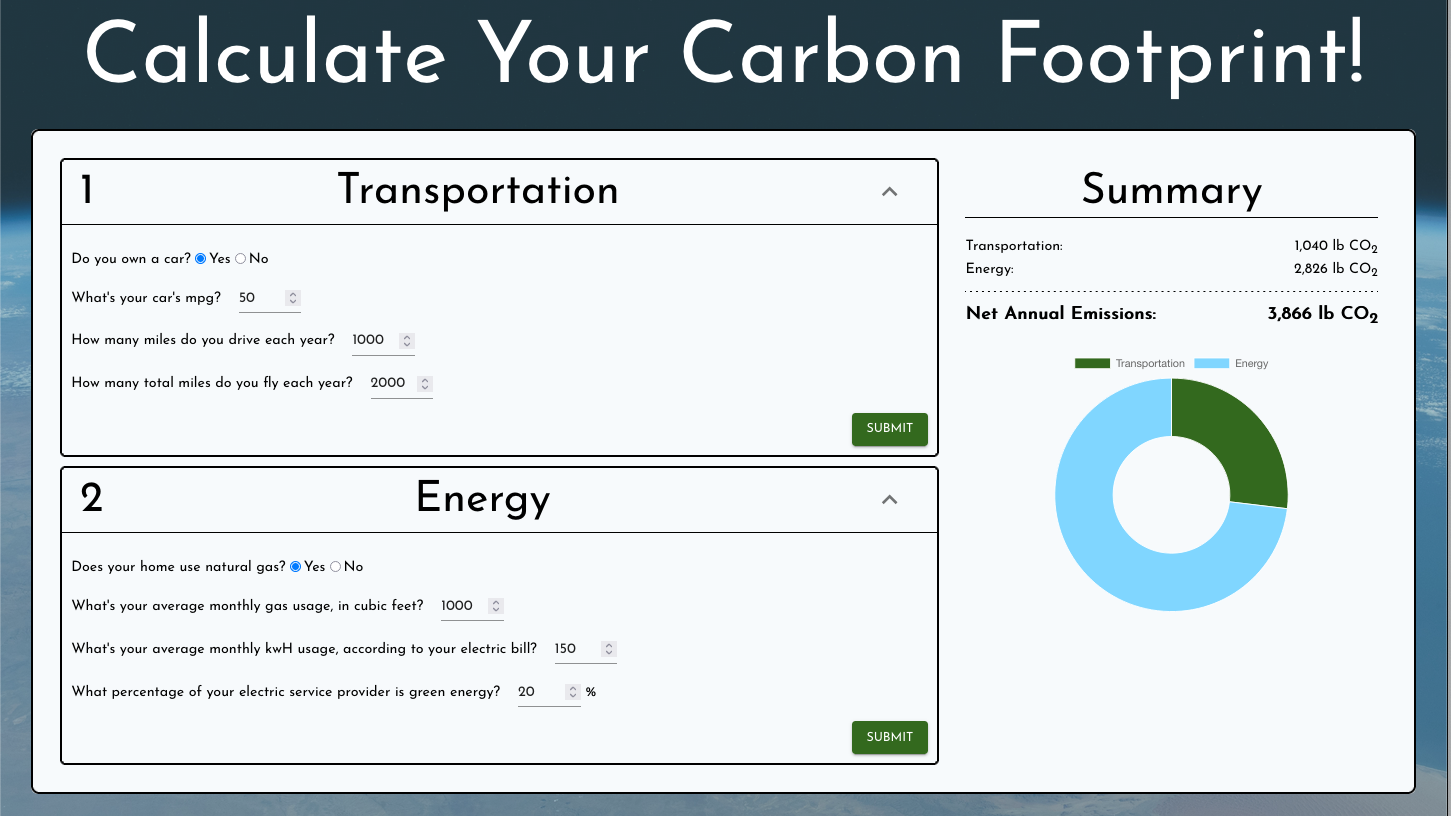 Calculate Your Carbon Footprint!
1 Transportation
Do you own a car? Yes No
What's your car's mpg? 50
How many miles do you drive each year? 1000
How many total miles do you fly each year? 2000
SUBMIT
2 Energy
Does your home use natural gas? Yes No
What's your average monthly gas usage, in cubic feet? 1000
What's your average monthly kwH usage, according to your electric bill? 150
What percentage of your electric service provider is green energy? 20 %
SUBMIT
Summary
Transportation: 1,040 lb CO₂
Energy: 2,826 lb CO₂
Net Annual Emissions: 3,866 lb CO₂
Transportation Energy